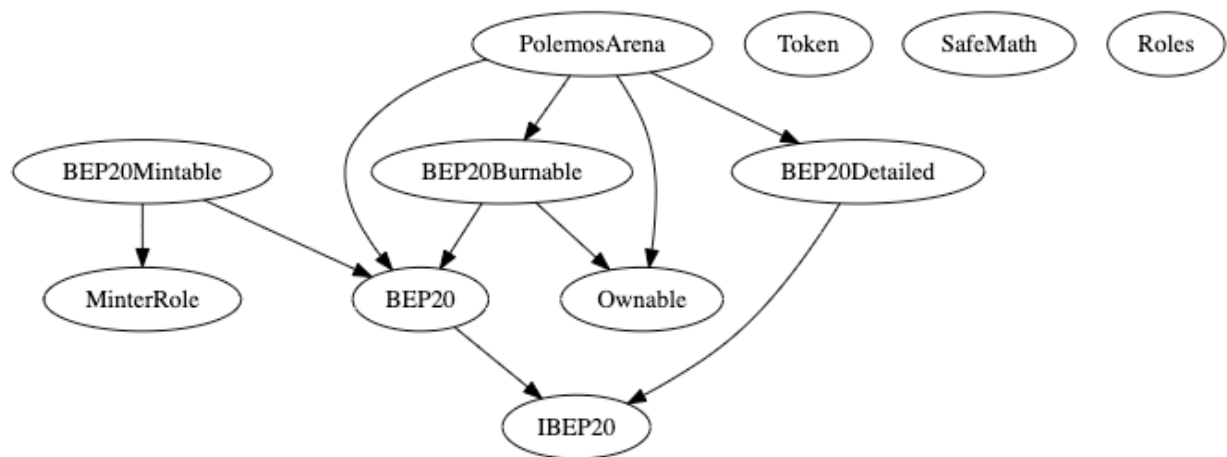 PolemosArena
Token
SafeMath
Roles
BEP20Mintable
BEP20Burnable
BEP20Detailed
MinterRole
BEP20
Ownable
IBEP20